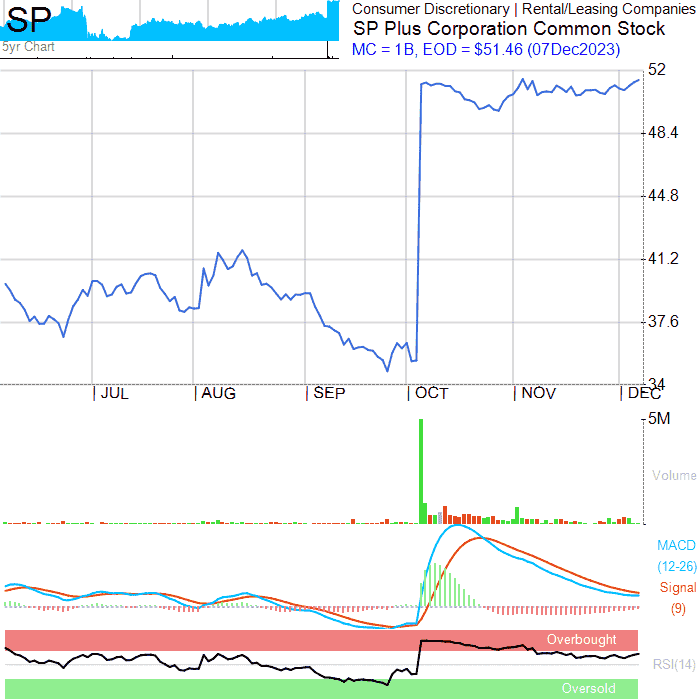 SP
5yr Chart
Consumer Discretionary | Rental/Leasing Companies
SP Plus Corporation Common Stock
MC = 1B, EOD = $51.46 (07Dec2023)
52
48.4
44.8
41.2
37.6
34
JUL
AUG
SEP
OCT
NOV
DEC
5M
Volume
MACD
(12-26)
Signal
(9)
Overbought
RSI(14)
Oversold